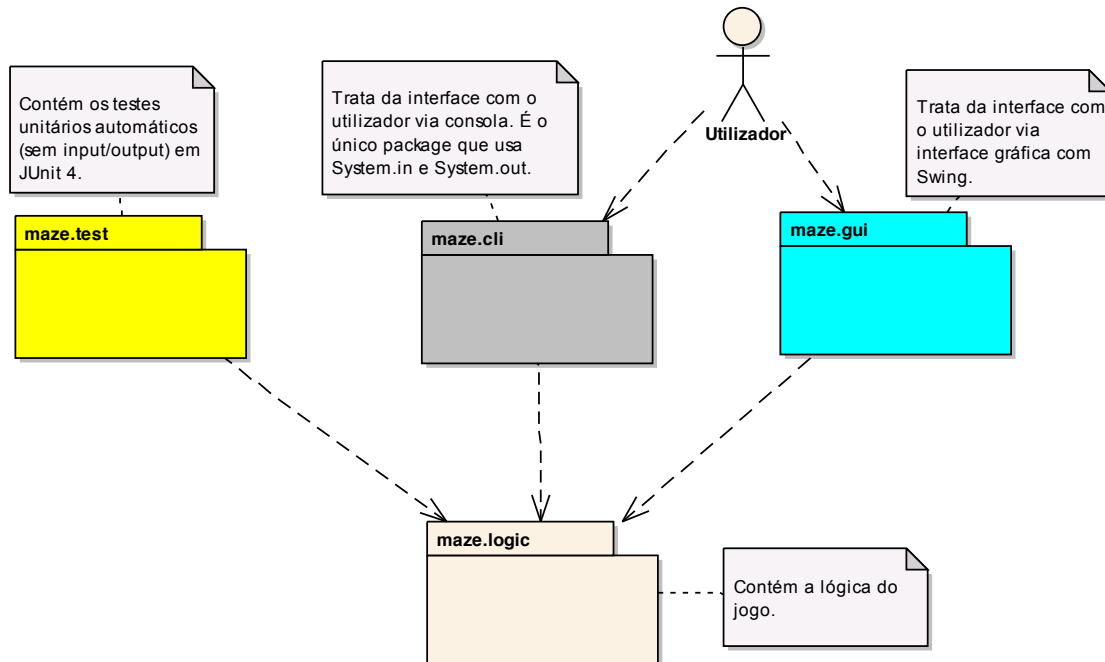 Contém os testes
unitários automáticos
(sem input/output) em
JUnit 4.
Trata da interface com o
utilizador via consola. É o
único package que usa
System.in e System.out.
Utilizador
Trata da interface com
o utilizador via
interface gráfica com
Swing.
maze.test
maze.cli
maze.gui
maze.logic
Contém a lógica do
jogo.